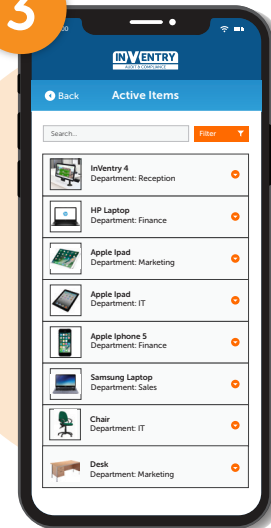 3
INVENTRY
AUDIT & COMPLIANCE
Back
Active Items
Search...
Filter
InVentry 4
Department: Reception
HP Laptop
Department: Finance
Apple Ipad
Department: Marketing
Apple Ipad
Department: IT
Apple Iphone 5
Department: Finance
Samsung Laptop
Department: Sales
Chair
Department: IT
Desk
Department: Marketing